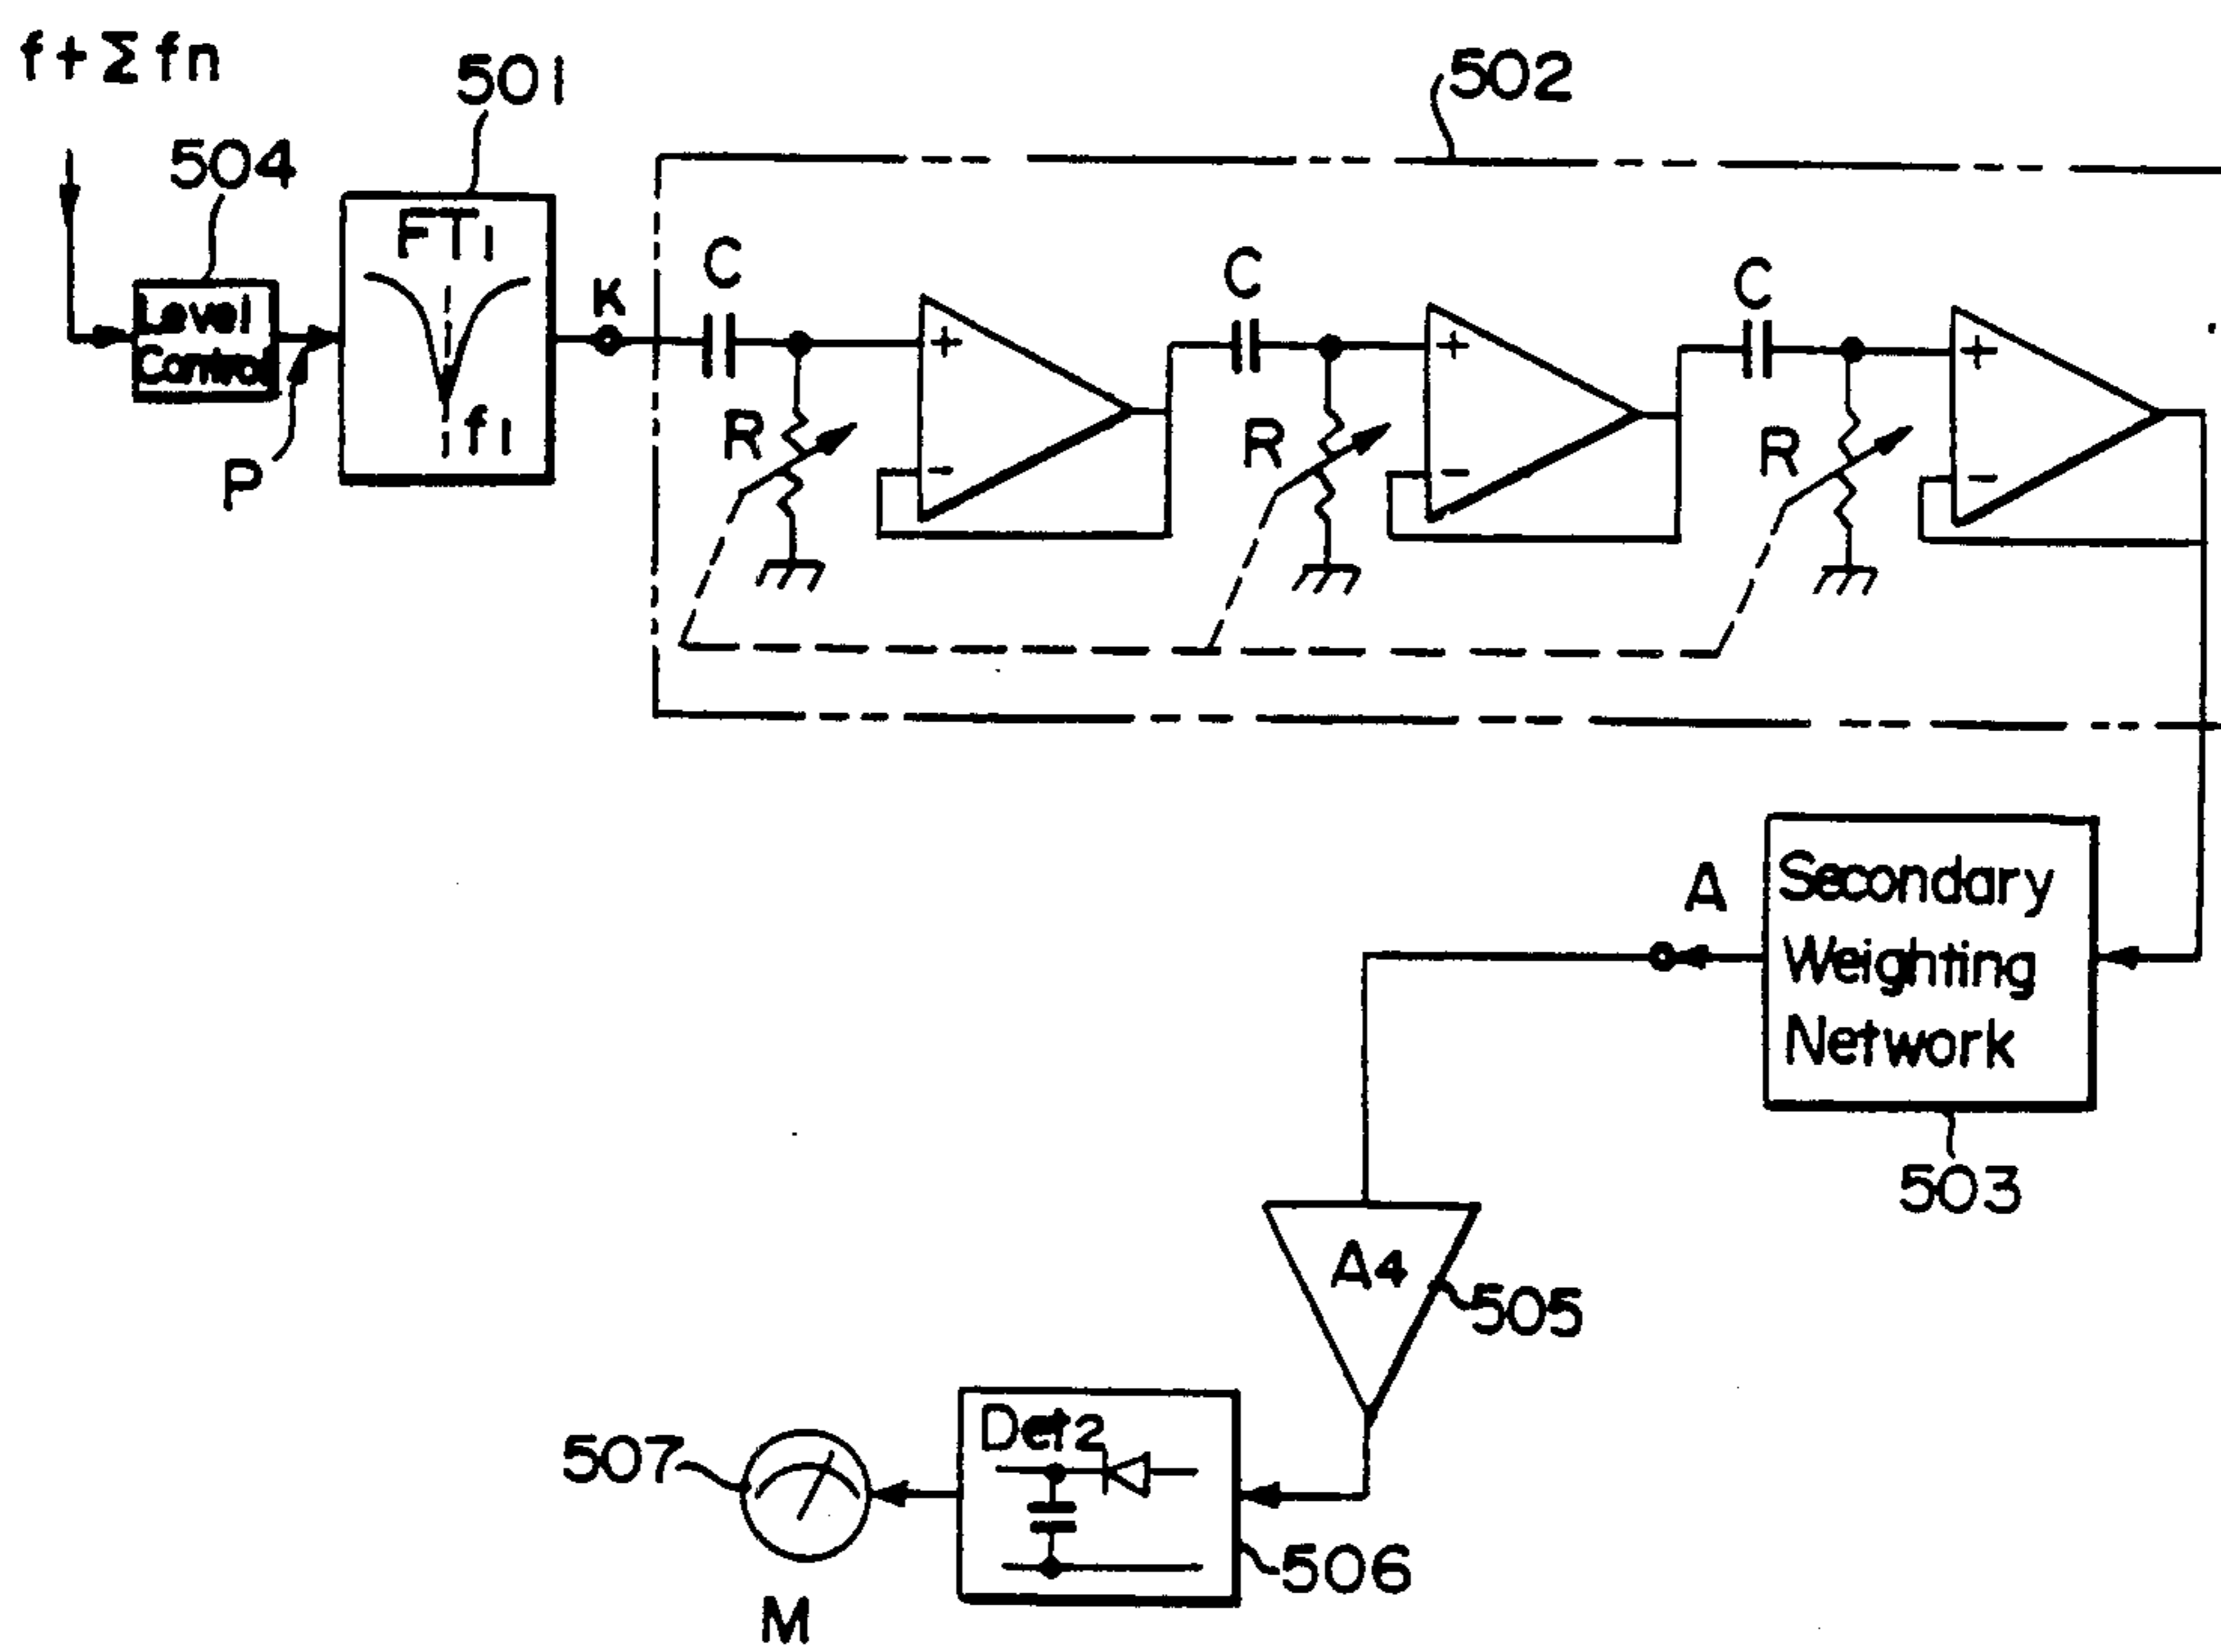 f+Σfn
501
502
504
FT1
Level
Control
f1
P
K
C
C
C
R
R
R
+
+
+
-
-
-
A
Secondary
Weighting
Network
503
A4
505
507
Det2
506
M